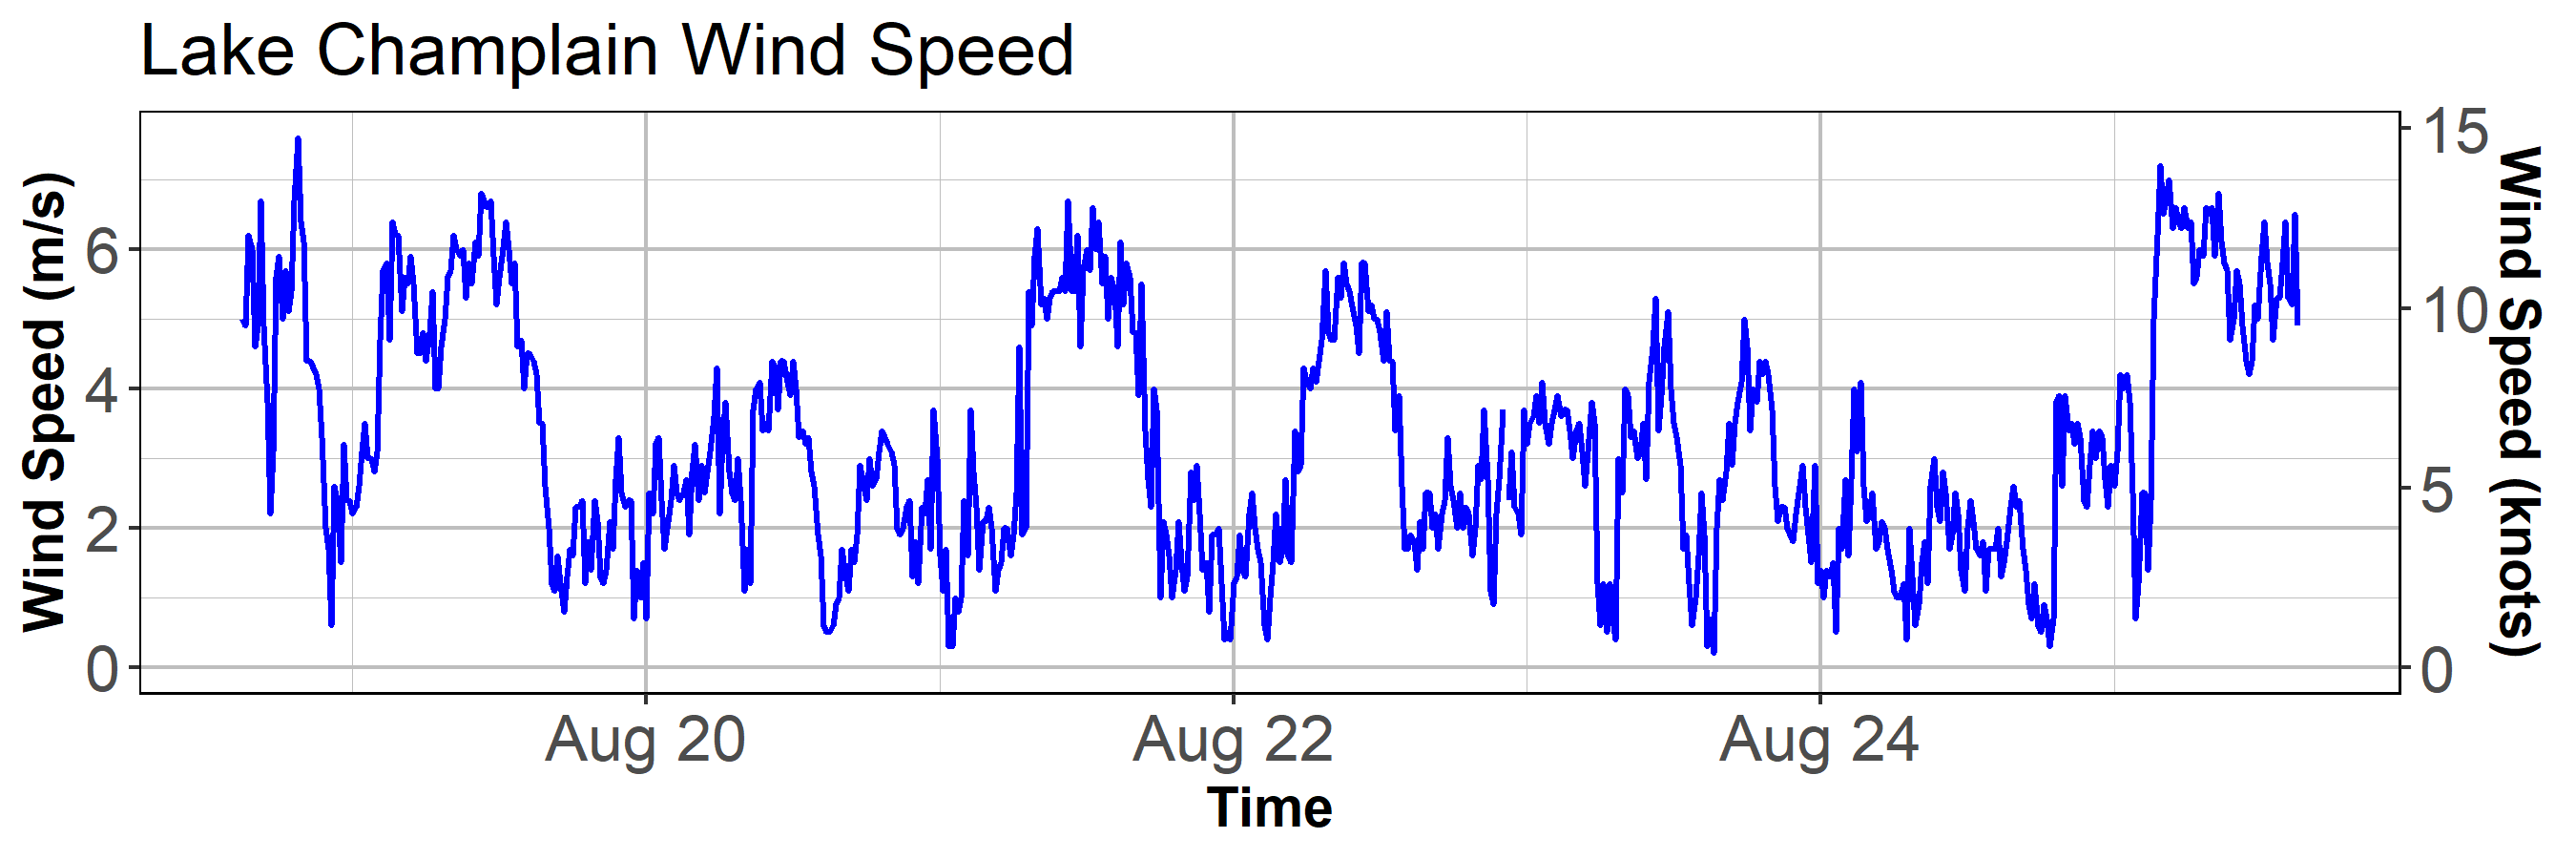 Lake Champlain Wind Speed
Wind Speed (m/s)
6
4
2
0
15
10
5
0
Wind Speed (knots)
Aug 20
Aug 22
Aug 24
Time